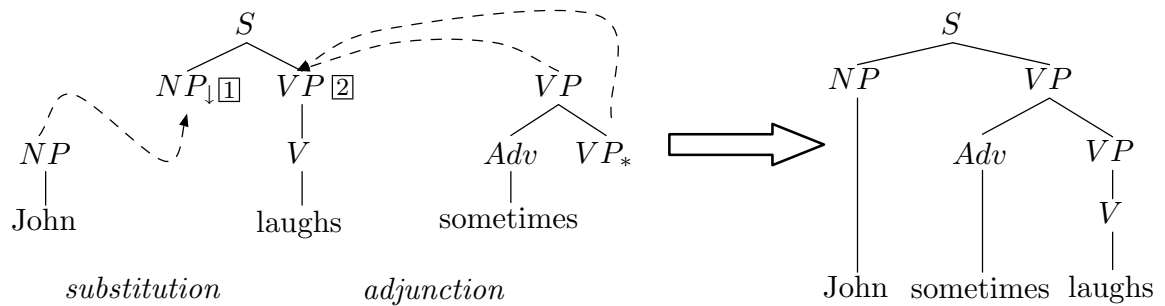 S S
NP↓ 1 VP 2 VP NP VP
NP V Adv VP* Adv VP
John laughs sometimes V
substitution adjunction John sometimes laughs